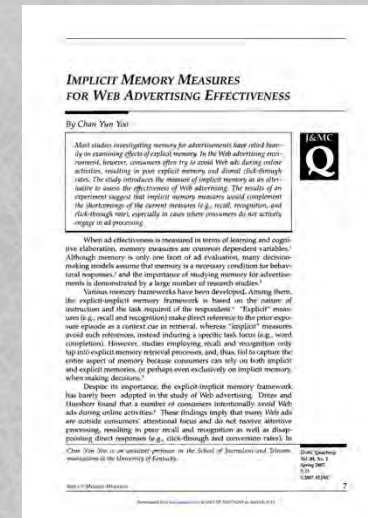 IMPLICIT MEMORY MEASURES
FOR WEB ADVERTISING EFFECTIVENESS
By Chan Yun Yoo
J&MC
Q
Most studies investigating memory for advertisements have relied heav-
ily on examining effects of explicit memory. In the Web advertising envi-
ronment, however, consumers often try to avoid Web ads during online
activities, resulting in poor explicit memory and dismal click-through
rates. The study introduces the measure of implicit memory as an alter-
native to assess the effectiveness of Web advertising. The results of an
experiment suggest that implicit memory measures would complement
the shortcomings of the current measures (e.g., recall, recognition, and
click-through rate), especially in cases where consumers do not actively
engage in ad processing.
When ad effectiveness is measured in terms of learning and cogni-
tive elaboration, memory measures are common dependent variables.
Although memory is only one facet of ad evaluation, many decision-
making models assume that memory is a necessary condition for behav-
ioral responses, and the importance of studying memory for advertise-
ments is demonstrated by a large number of research studies.
Various memory frameworks have been developed. Among them,
the explicit-implicit memory framework is based on the nature of
instruction and the task required of the respondent. "Explicit" meas-
ures (e.g., recall and recognition) make direct reference to the prior expo-
sure episode as a context cue in retrieval, whereas "implicit" measures
avoid such references, instead inducing a specific task focus (e.g., word
completion). However, studies employing recall and recognition only
tap into explicit memory retrieval processes, and, thus, fail to capture the
entire aspect of memory because consumers can rely on both implicit
and explicit memories, or perhaps even exclusively on implicit memory,
when making decisions.
Despite its importance, the explicit-implicit memory framework
has barely been adopted in the study of Web advertising. Drèze and
Hussherr found that a number of consumers intentionally avoid Web
ads during online activities. These findings imply that many Web ads
are outside consumers' attentional focus and do not receive attentive
processing, resulting in poor recall and recognition as well as disap-
pointing direct responses (e.g., click-through and conversion rates). In
Chan Yun Yoo is an assistant professor in the School of Journalism and Telecom-
munications at the University of Kentucky.
J&MC Quarterly
Vol. 84, No. 1
Spring 2007
7